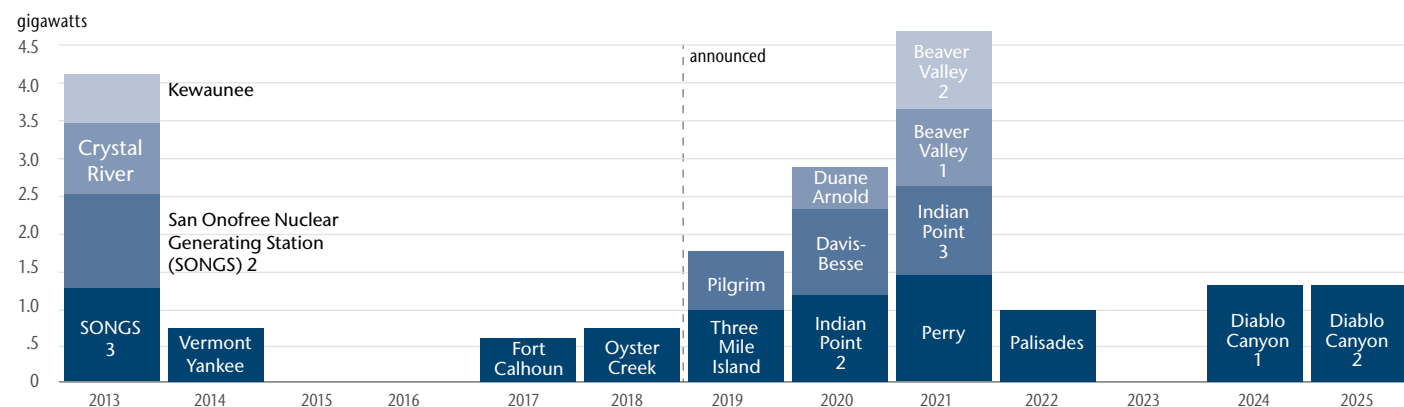 gigawatts
4.5
4.0
3.5
3.0
2.5
2.0
1.5
1.0
.5
0
announced
Kewaunee
Crystal
River
San Onofree Nuclear
Generating Station
(SONGS) 2
SONGS
3
Vermont
Yankee
Fort
Calhoun
Oyster
Creek
Pilgrim
Three
Mile
Island
Duane
Arnold
Davis-
Besse
Indian
Point
2
Beaver
Valley
2
Beaver
Valley
1
Indian
Point
3
Perry
Palisades
Diablo
Canyon
1
Diablo
Canyon
2
2013 2014 2015 2016 2017 2018 2019 2020 2021 2022 2023 2024 2025